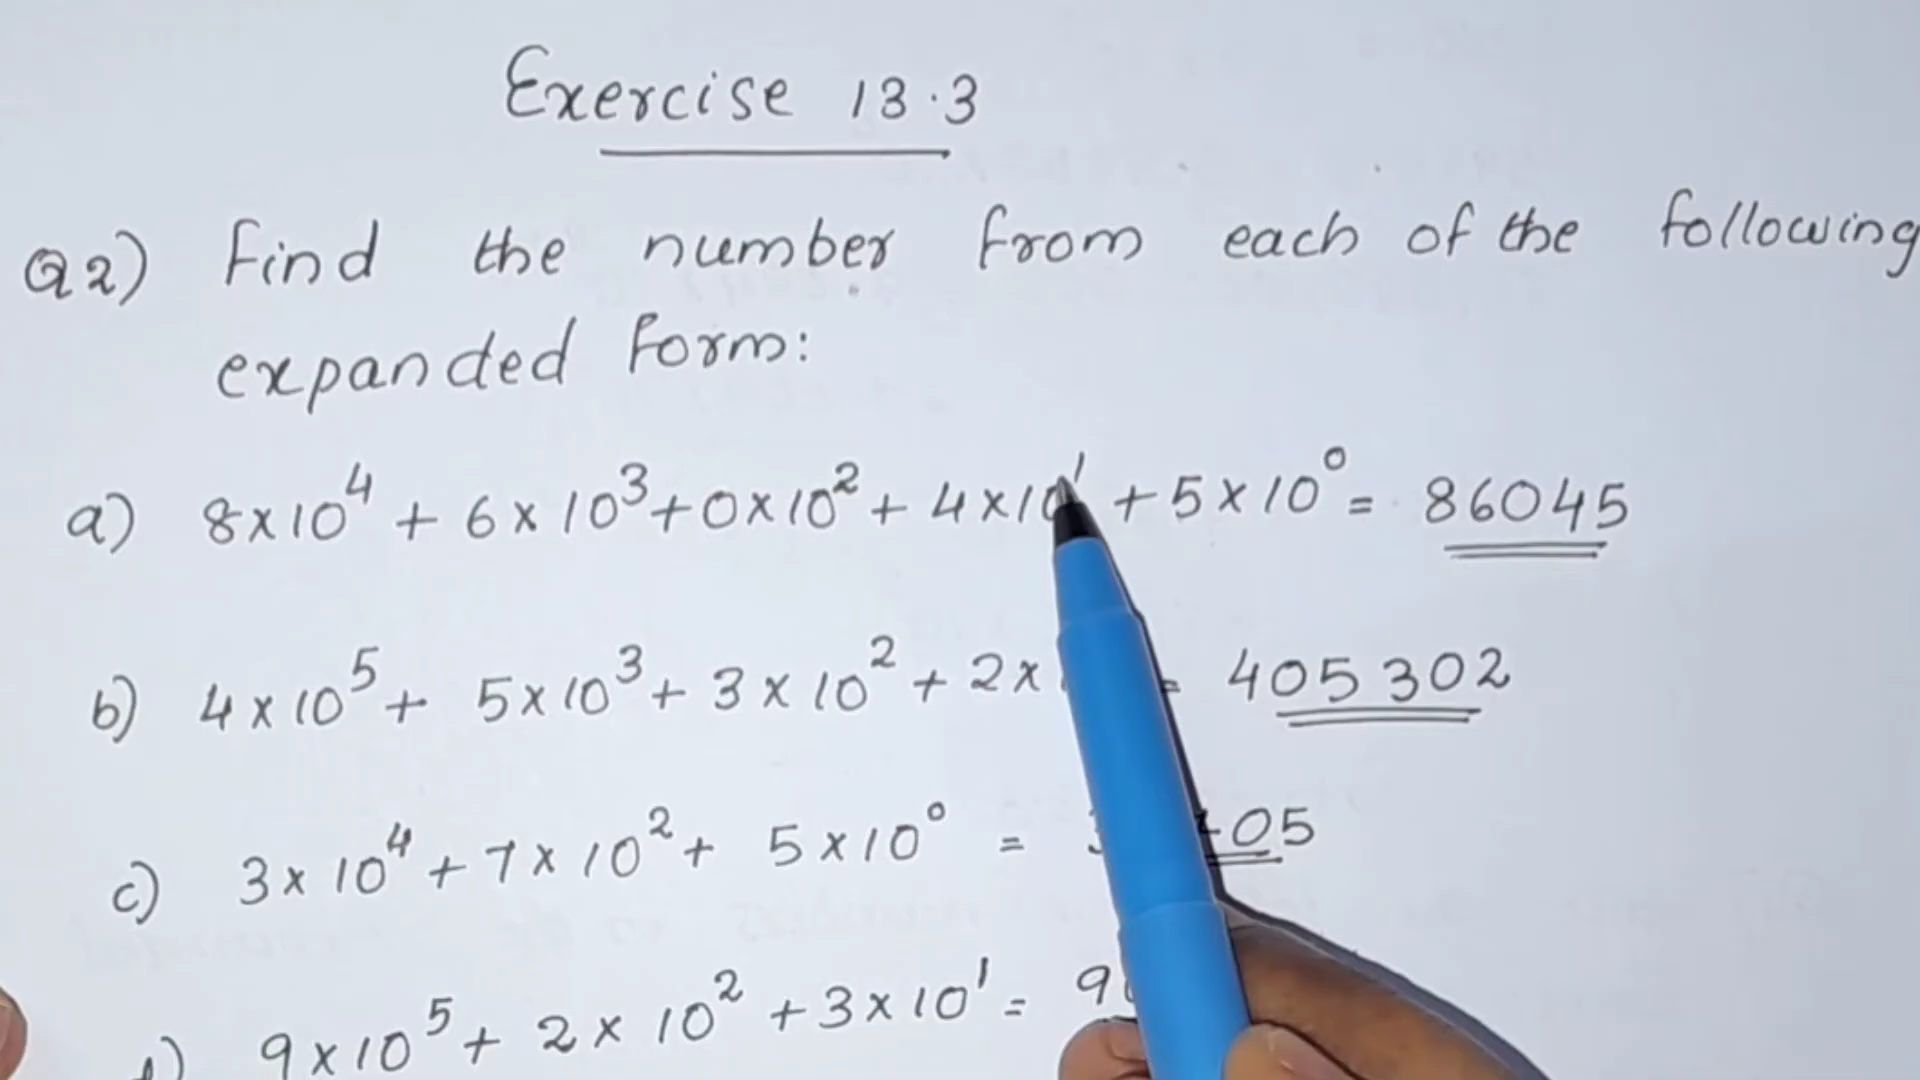 Exercise 13.3
Q2) Find the number from each of the following
expanded form:
a) 8×10⁴ + 6×10³+0×10²+ 4×10¹ +5×10⁰= 86045
b) 4×10⁵+ 5×10³+ 3×10²+ 2× = 405302
c) 3×10⁴+7×10²+ 5×10⁰ = 05
9×10⁵+ 2×10² +3×10¹= 9